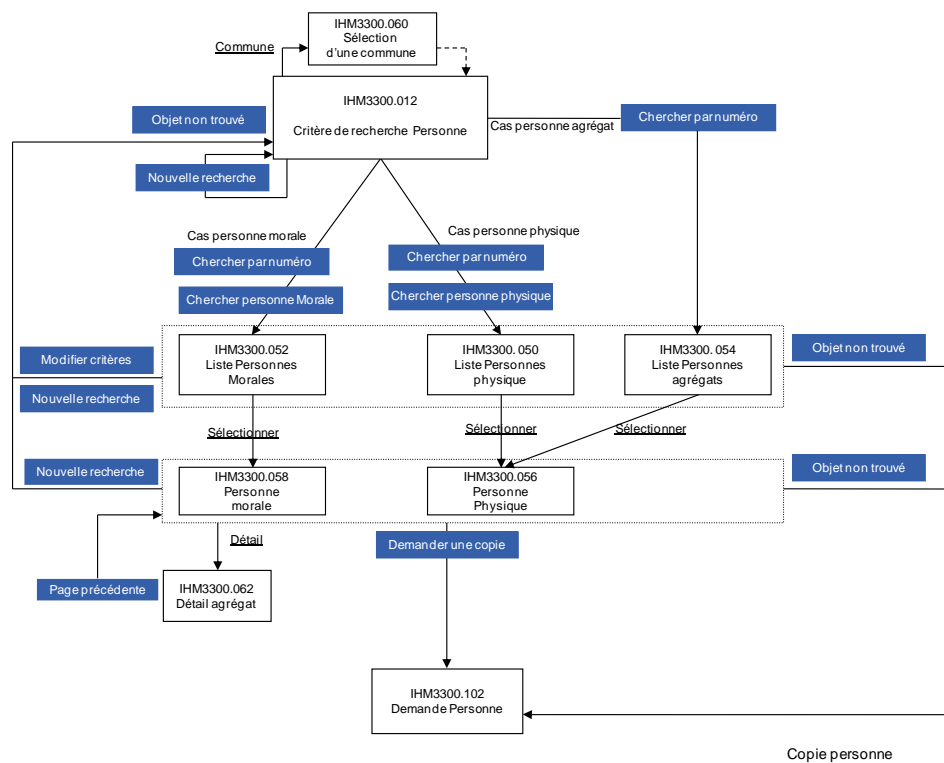 IHM3300.060
Sélection
d'une commune
Commune
IHM3300.012
Critère de recherche Personne
Objet non trouvé
Nouvelle recherche
Cas personne agrégat
Chercher par numéro
Cas personne morale
Chercher par numéro
Chercher personne Morale
Cas personne physique
Chercher par numéro
Chercher personne physique
Modifier critères
Nouvelle recherche
IHM3300.052
Liste Personnes
Morales
IHM3300. 050
Liste Personnes
physique
IHM3300. 054
Liste Personnes
agrégats
Objet non trouvé
Sélectionner
Sélectionner
Sélectionner
Nouvelle recherche
IHM3300.058
Personne
morale
IHM3300.056
Personne
Physique
Objet non trouvé
Détail
Demander une copie
Page précédente
IHM3300.062
Détail agrégat
IHM3300.102
Demande Personne
Copie personne